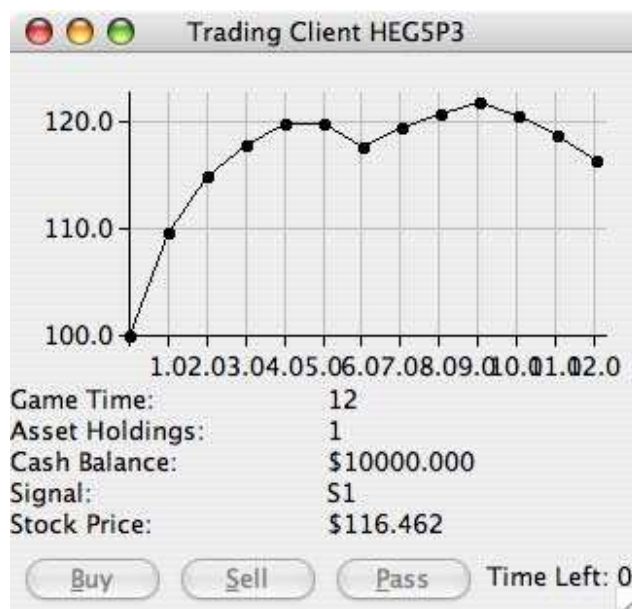 Trading Client HEG5P3
120.0
110.0
100.0
1.02.03.04.05.06.07.08.09.010.011.012.0
Game Time: 12
Asset Holdings: 1
Cash Balance: $10000.000
Signal: S1
Stock Price: $116.462
Buy Sell Pass Time Left: 0